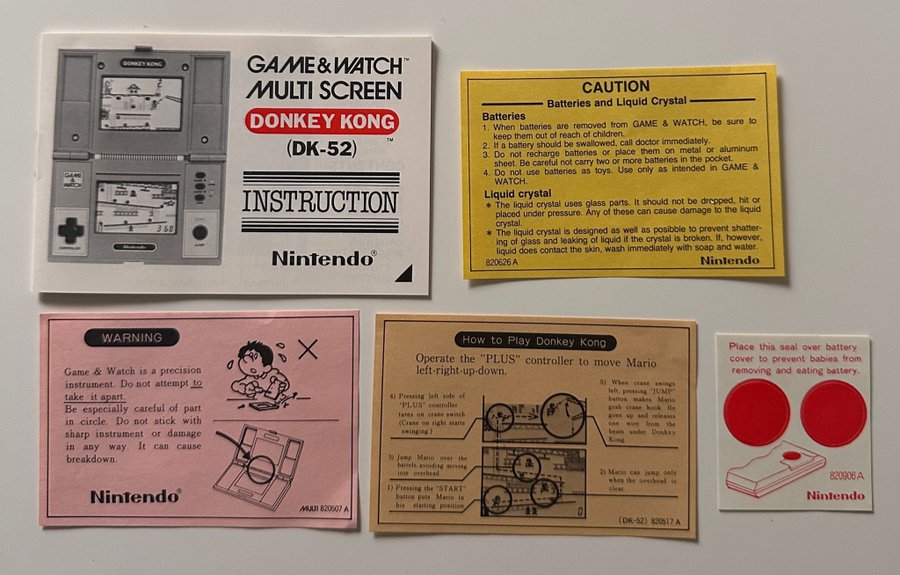 DONKEY KONG
GAME & WATCH
3 68
CONTROLLER
Nintendo
JUMP
GAME & WATCH™
MULTI SCREEN
DONKEY KONG™
(DK-52)
INSTRUCTION
Nintendo®
CAUTION
Batteries and Liquid Crystal
Batteries
1. When batteries are removed from GAME & WATCH, be sure to
keep them out of reach of children.
2. If a battery should be swallowed, call doctor immediately.
3. Do not recharge batteries or place them on metal or aluminum
sheet. Be careful not carry two or more batteries in the pocket.
4. Do not use batteries as toys. Use only as intended in GAME &
WATCH.
Liquid crystal
* The liquid crystal uses glass parts. It should not be dropped, hit or
placed under pressure. Any of these can cause damage to the liquid
crystal.
* The liquid crystal is designed as well as posibble to prevent shatter-
ing of glass and leaking of liquid if the crystal is broken. If, however,
liquid does contact the skin, wash immediately with soap and water.
820626 A
Nintendo
WARNING
Game & Watch is a precision
instrument. Do not attempt to
take it apart.
Be especially careful of part
in circle. Do not stick with
sharp instrument or damage
in any way. It can cause
breakdown.
Nintendo®
MULTI 820507 A
How to Play Donkey Kong
Operate the "PLUS" controller to move Mario
left-right-up-down.
4) Pressing left side of
"PLUS" controller
turns on crane switch
(Crane on right starts
swinging.)
5) When crane swings
left, pressing "JUMP"
button makes Mario
grab crane hook. He
goes up and releases
one wire from the
beam under Donkey
Kong.
3) Jump Mario over the
barrels, avoiding moving
iron overhead.
2) Mario can jump only
when the overhead is
clear.
1) Pressing the "START"
button puts Mario in
his starting position
0
(DK-52) 820517 A
Place this seal over battery
cover to prevent babies from
removing and eating battery.
820906 A
Nintendo